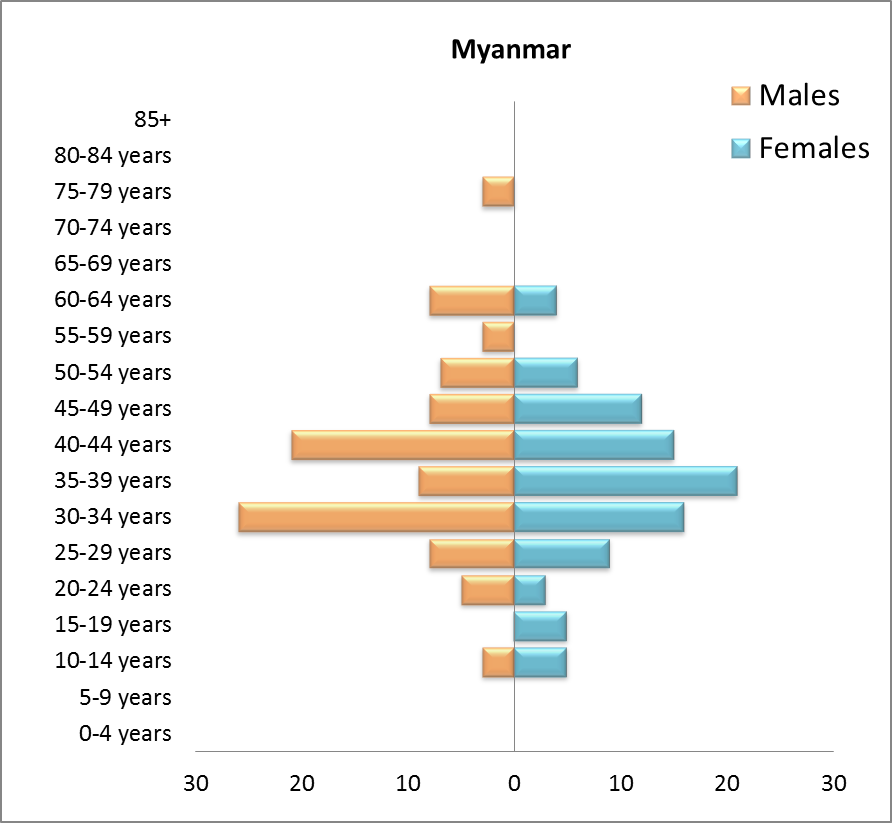 Myanmar
Males
Females
85+
80-84 years
75-79 years
70-74 years
65-69 years
60-64 years
55-59 years
50-54 years
45-49 years
40-44 years
35-39 years
30-34 years
25-29 years
20-24 years
15-19 years
10-14 years
5-9 years
0-4 years
30 20 10 0 10 20 30